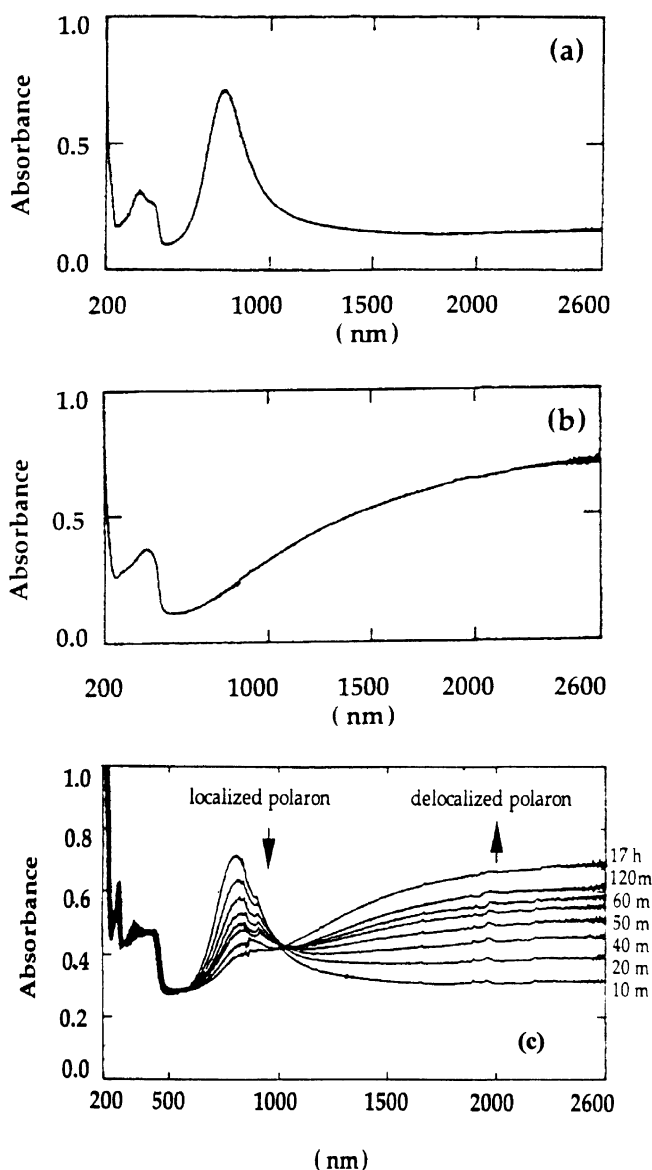 (a)
Absorbance
1.0
0.5
0.0
200 1000 1500 2000 2600
( nm)
(b)
Absorbance
1.0
0.5
0.0
200 1000 1500 2000 2600
( nm)
(c)
Absorbance
1.0
0.8
0.6
0.4
0.2
0.0
localized polaron
delocalized polaron
17 h
120m
60 m
50 m
40 m
20 m
10 m
200 500 1000 1500 2000 2600
(nm)